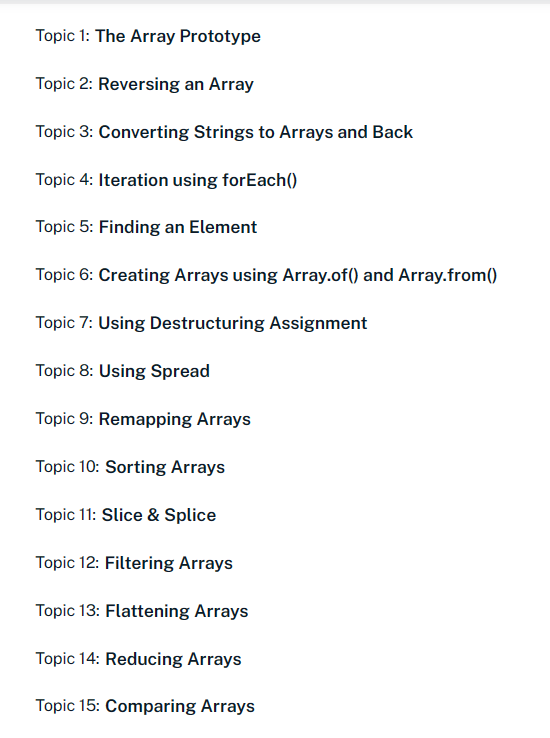 Topic 1: The Array Prototype
Topic 2: Reversing an Array
Topic 3: Converting Strings to Arrays and Back
Topic 4: Iteration using forEach()
Topic 5: Finding an Element
Topic 6: Creating Arrays using Array.of() and Array.from()
Topic 7: Using Destructuring Assignment
Topic 8: Using Spread
Topic 9: Remapping Arrays
Topic 10: Sorting Arrays
Topic 11: Slice & Splice
Topic 12: Filtering Arrays
Topic 13: Flattening Arrays
Topic 14: Reducing Arrays
Topic 15: Comparing Arrays